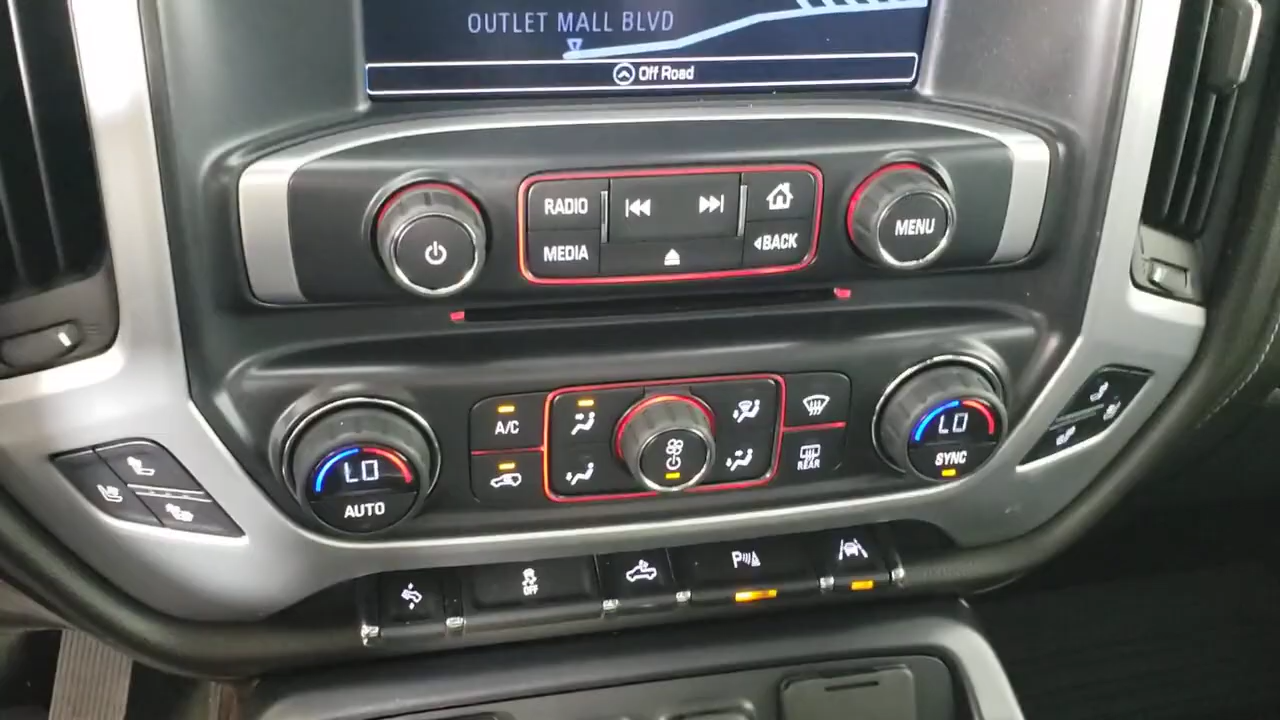 OUTLET MALL BLVD
Off Road
RADIO
MEDIA
BACK
MENU
A/C
LO
AUTO
REAR
LO
SYNC
OFF
P